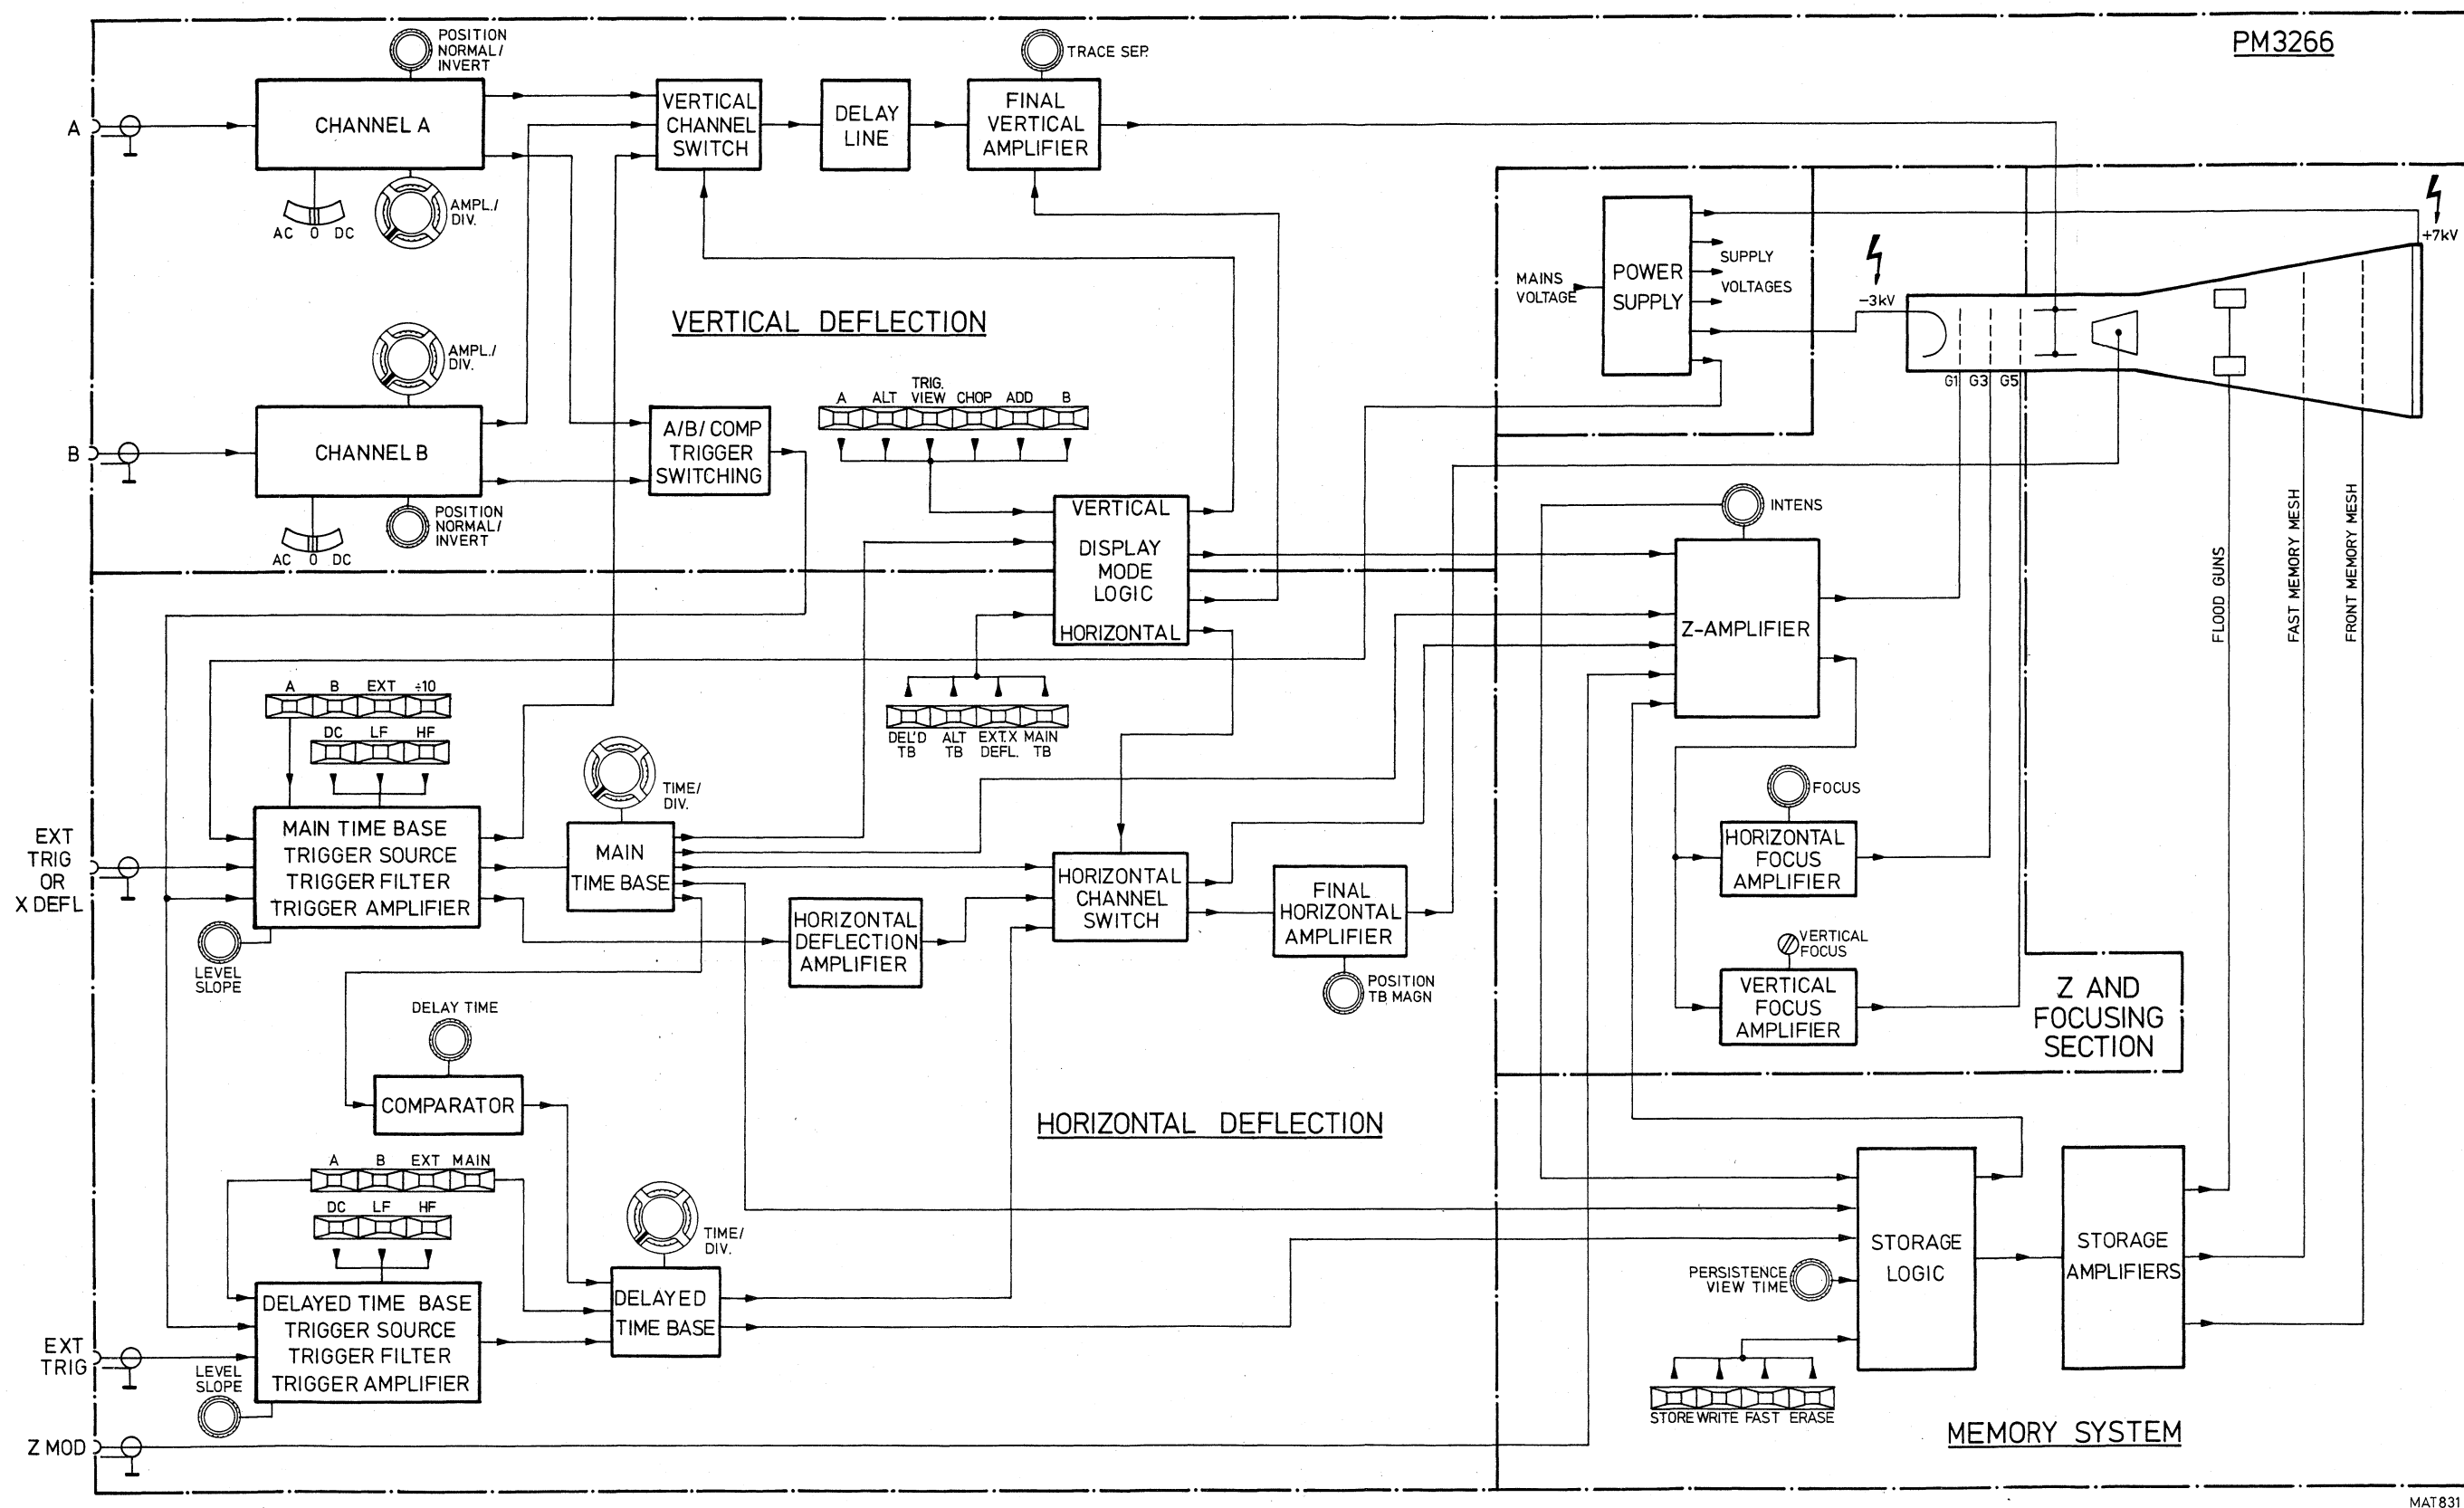 PM3266
POSITION
NORMAL/
INVERT
TRACE SEP.
A
CHANNEL A
VERTICAL
CHANNEL
SWITCH
DELAY
LINE
FINAL
VERTICAL
AMPLIFIER
AC 0 DC
AMPL./
DIV.
VERTICAL DEFLECTION
MAINS
VOLTAGE
POWER
SUPPLY
SUPPLY
VOLTAGES
-3kV
+7kV
G1 G3 G5
AMPL./
DIV.
B
CHANNEL B
AC 0 DC
POSITION
NORMAL/
INVERT
A/B/COMP
TRIGGER
SWITCHING
A ALT TRIG. VIEW CHOP ADD B
VERTICAL
DISPLAY
MODE
LOGIC
HORIZONTAL
DEL'D
TB
ALT
TB
EXT.X
DEFL.
MAIN
TB
INTENS
Z-AMPLIFIER
FLOOD GUNS
FAST MEMORY MESH
FRONT MEMORY MESH
A B EXT ÷10
DC LF HF
EXT
TRIG
OR
X DEFL
MAIN TIME BASE
TRIGGER SOURCE
TRIGGER FILTER
TRIGGER AMPLIFIER
LEVEL
SLOPE
TIME/
DIV.
MAIN
TIME BASE
HORIZONTAL
DEFLECTION
AMPLIFIER
HORIZONTAL
CHANNEL
SWITCH
FINAL
HORIZONTAL
AMPLIFIER
POSITION
TB MAGN
FOCUS
HORIZONTAL
FOCUS
AMPLIFIER
VERTICAL
FOCUS
VERTICAL
FOCUS
AMPLIFIER
Z AND
FOCUSING
SECTION
DELAY TIME
COMPARATOR
HORIZONTAL DEFLECTION
A B EXT MAIN
DC LF HF
EXT
TRIG
DELAYED TIME BASE
TRIGGER SOURCE
TRIGGER FILTER
TRIGGER AMPLIFIER
LEVEL
SLOPE
TIME/
DIV.
DELAYED
TIME BASE
PERSISTENCE
VIEW TIME
STORAGE
LOGIC
STORAGE
AMPLIFIERS
STORE WRITE FAST ERASE
MEMORY SYSTEM
Z MOD
MAT831